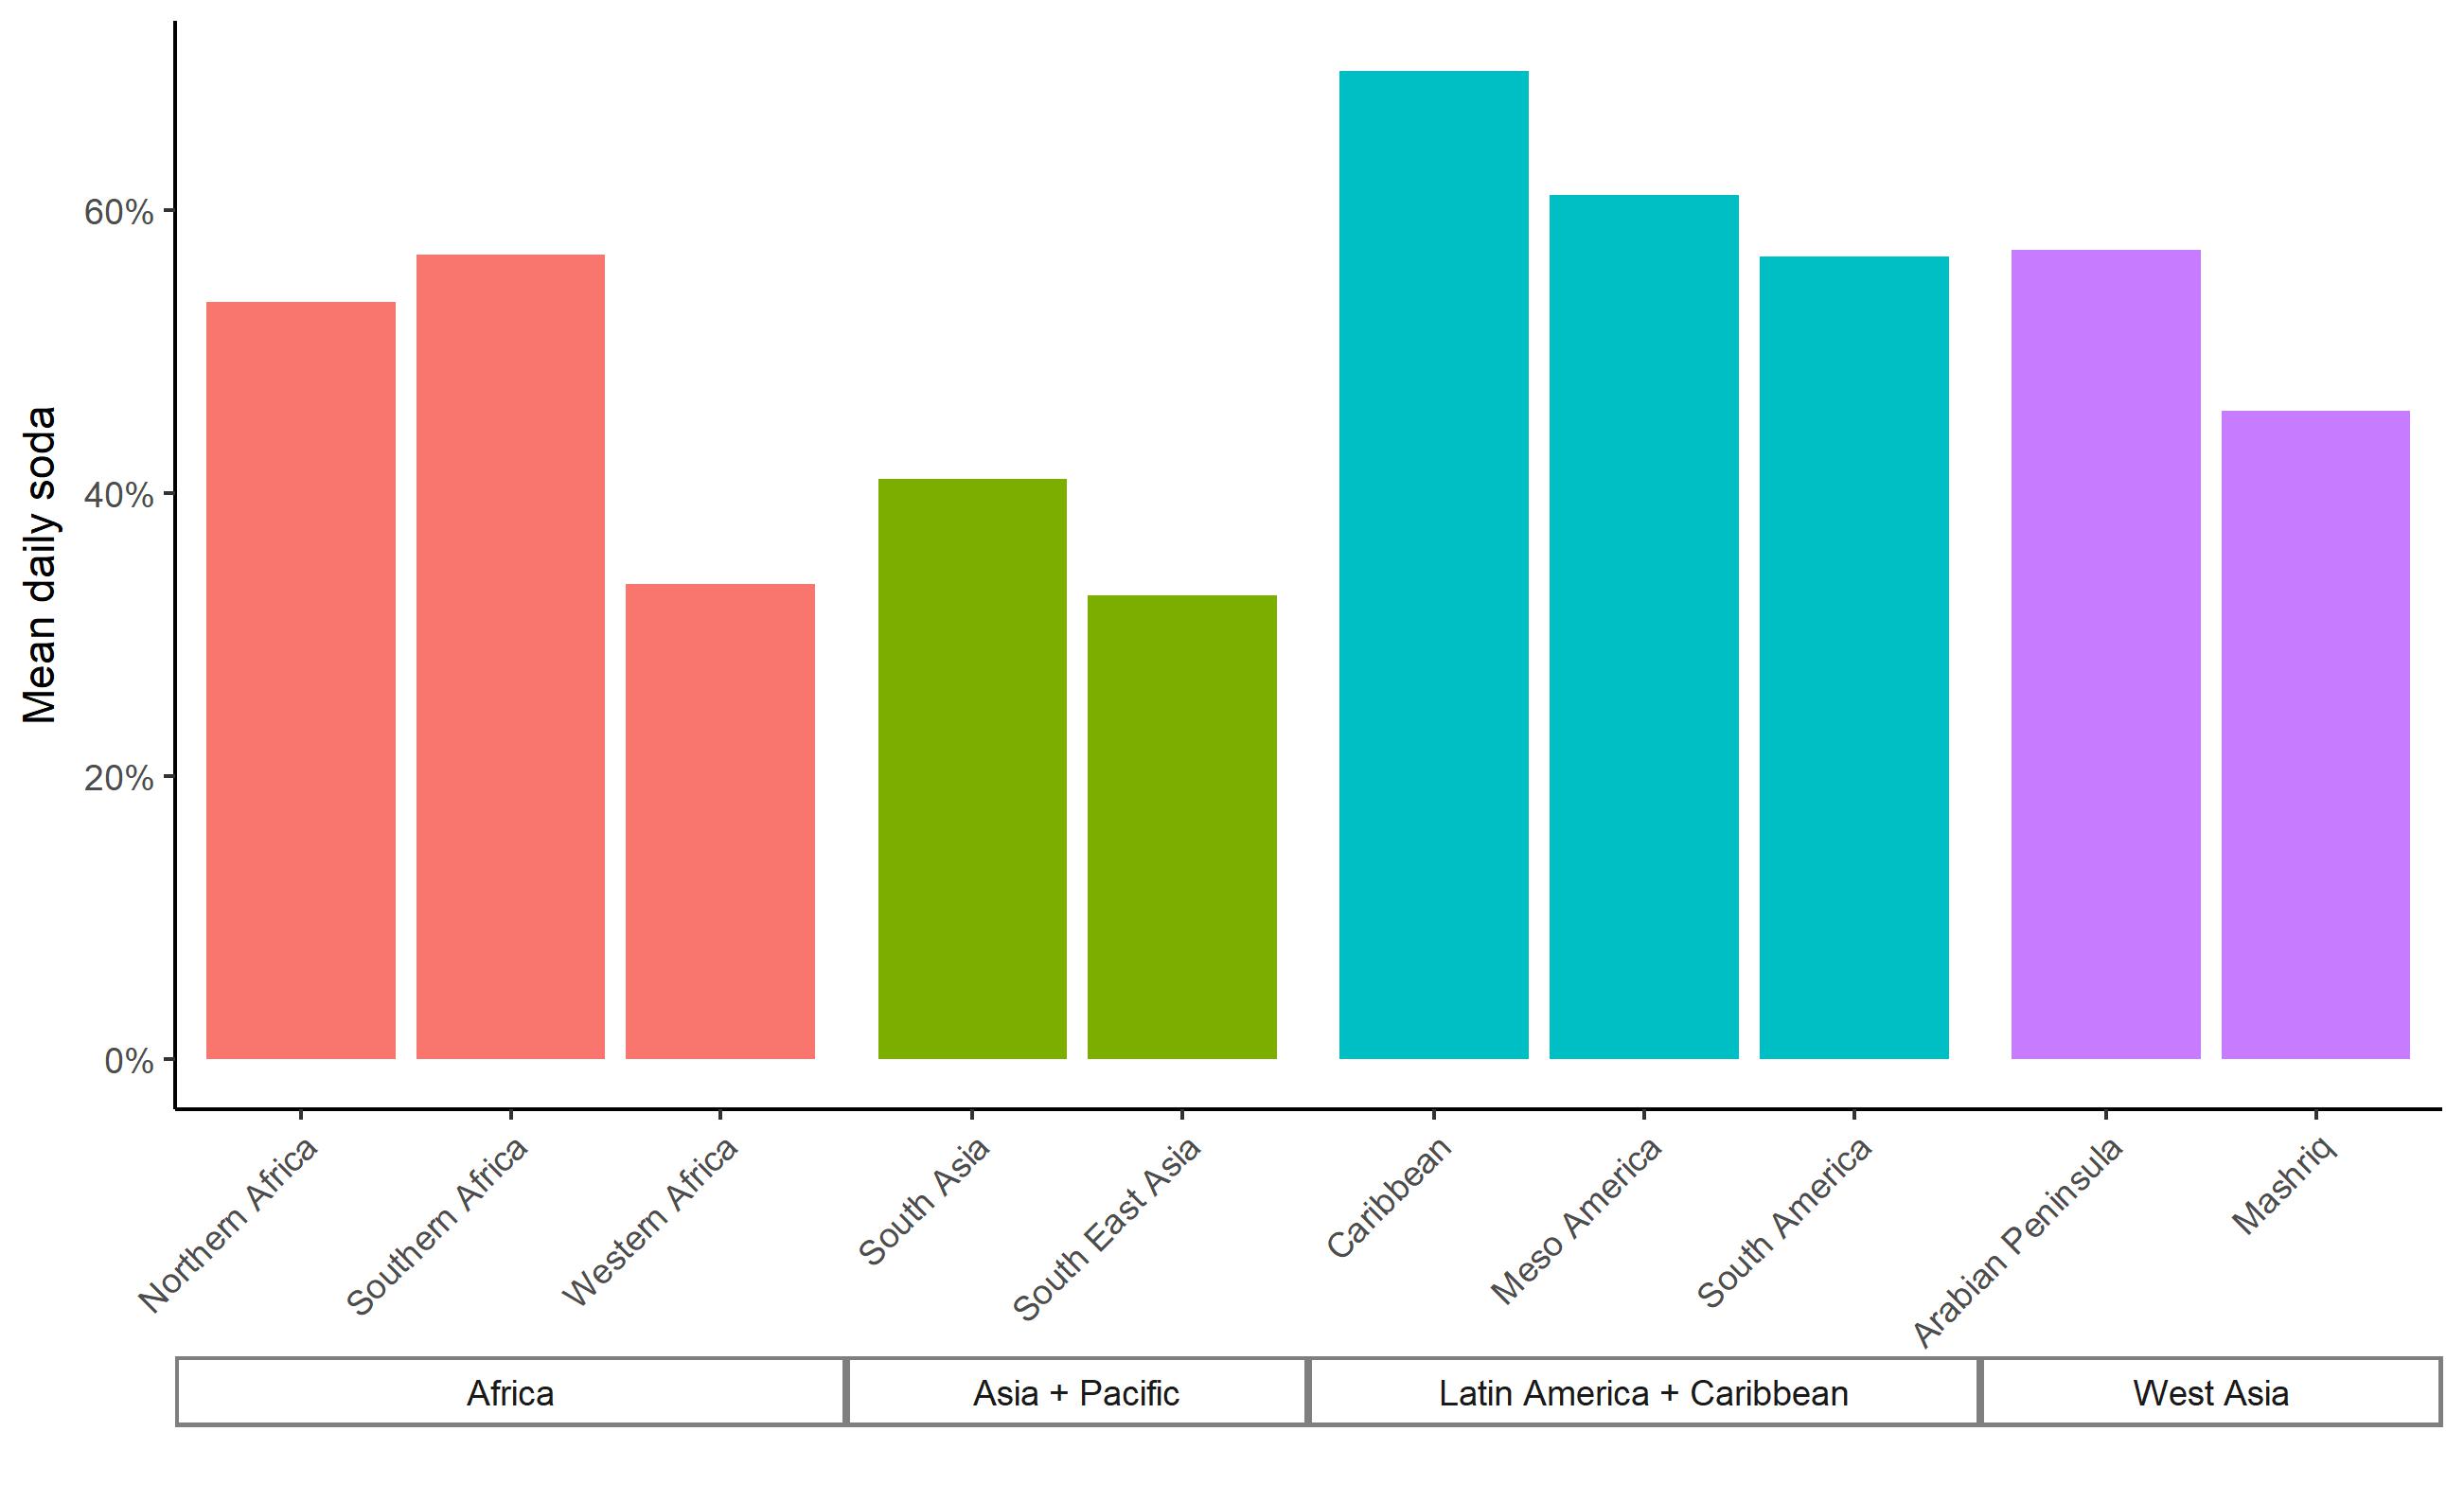 Mean daily soda
60%
40%
20%
0%
Northern Africa
Southern Africa
Western Africa
South Asia
South East Asia
Caribbean
Meso America
South America
Arabian Peninsula
Mashriq
Africa
Asia + Pacific
Latin America + Caribbean
West Asia